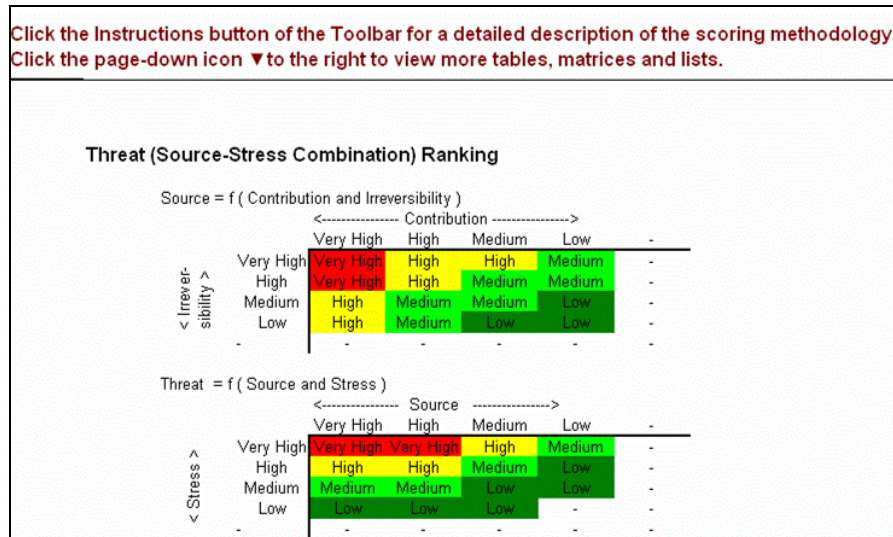 Click the Instructions button of the Toolbar for a detailed description of the scoring methodology
Click the page-down icon ▼to the right to view more tables, matrices and lists.
Threat (Source-Stress Combination) Ranking
Source = f ( Contribution and Irreversibility )
<---------------- Contribution ----------------->
Very High High Medium Low -
< Irrever-
sibility >
Very High Very High High High Medium -
High Very High High Medium Medium -
Medium High Medium Medium Low -
Low High Medium Low Low -
- - - - - -
Threat = f ( Source and Stress )
<---------------- Source ---------------->
Very High High Medium Low -
< Stress >
Very High Very High Very High High Medium -
High High High Medium Low -
Medium Medium Medium Low Low -
Low Low Low Low - -
- - - - - -